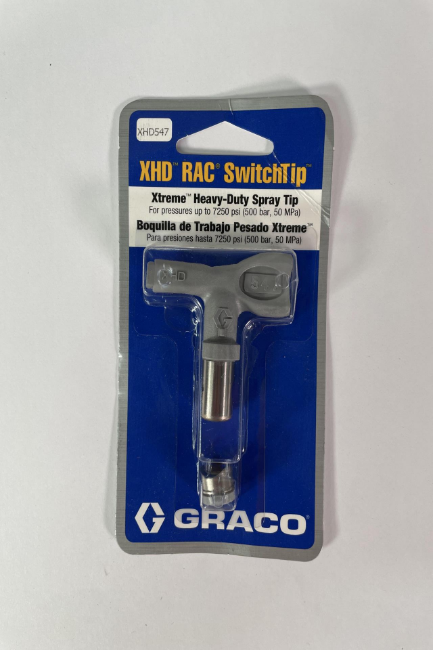 XHD547
XHD™ RAC® SwitchTip™
Xtreme™ Heavy-Duty Spray Tip
For pressures up to 7250 psi (500 bar, 50 MPa)
Boquilla de Trabajo Pesado Xtreme™
Para presiones hasta 7250 psi (500 bar, 50 MPa)
XHD
GRACO